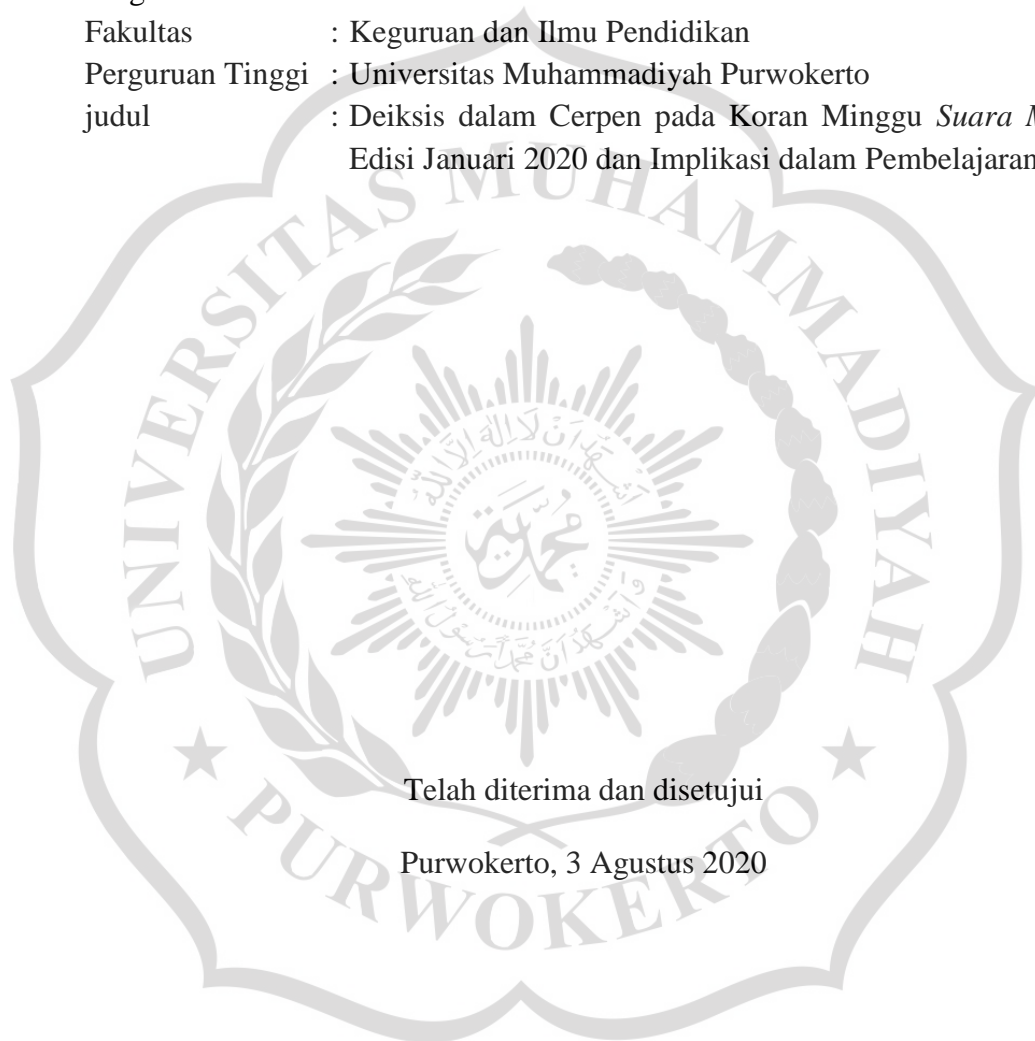 Fakultas : Keguruan dan Ilmu Pendidikan
Perguruan Tinggi : Universitas Muhammadiyah Purwokerto
judul : Deiksis dalam Cerpen pada Koran Minggu Suara
Edisi Januari 2020 dan Implikasi dalam Pembelajaran
UNIVERSITAS MUHAMMADIYAH
محمدية
Telah diterima dan disetujui
Purwokerto, 3 Agustus 2020
PURWOKERTO